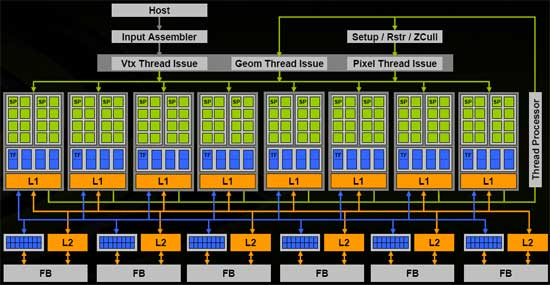 Host
Input Assembler
Setup / Rstr / ZCull
Vtx Thread Issue
Geom Thread Issue
Pixel Thread Issue
Thread Processor
SP SP SP SP SP SP SP SP SP SP SP SP SP SP SP SP
TF TF TF TF TF TF TF TF
L1 L1 L1 L1 L1 L1 L1 L1
L2 L2 L2 L2 L2 L2
FB FB FB FB FB FB